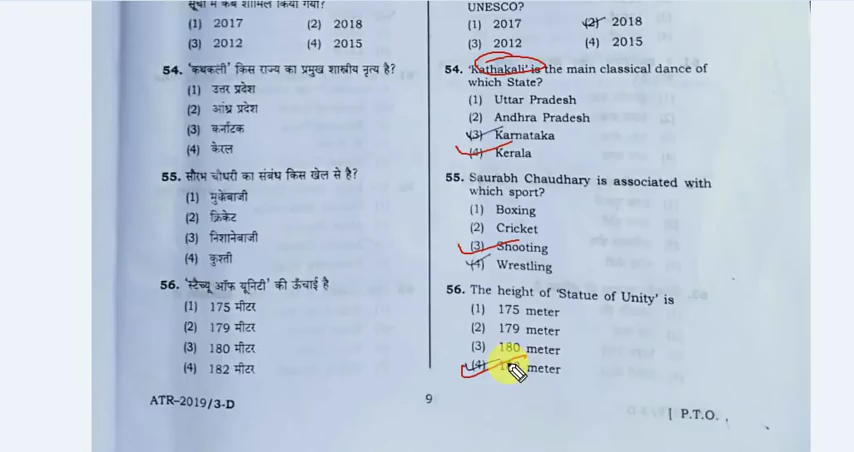 सूची में कब शामिल किया गया?
(1) 2017 (2) 2018
(3) 2012 (4) 2015
54. 'कथकली' किस राज्य का प्रमुख शास्त्रीय नृत्य है?
(1) उत्तर प्रदेश
(2) आंध्र प्रदेश
(3) कर्नाटक
(4) केरल
55. सौरभ चौधरी का संबंध किस खेल से है?
(1) मुक्केबाजी
(2) क्रिकेट
(3) निशानेबाजी
(4) कुश्ती
56. 'स्टैच्यू ऑफ यूनिटी' की ऊँचाई है
(1) 175 मीटर
(2) 179 मीटर
(3) 180 मीटर
(4) 182 मीटर
ATR–2019/3-D
9
UNESCO?
(1) 2017 (2) 2018
(3) 2012 (4) 2015
54. 'Kathakali' is the main classical dance of
which State?
(1) Uttar Pradesh
(2) Andhra Pradesh
(3) Karnataka
(4) Kerala
55. Saurabh Chaudhary is associated with
which sport?
(1) Boxing
(2) Cricket
(3) Shooting
(4) Wrestling
56. The height of 'Statue of Unity' is
(1) 175 meter
(2) 179 meter
(3) 180 meter
(4) meter
[ P.T.O.